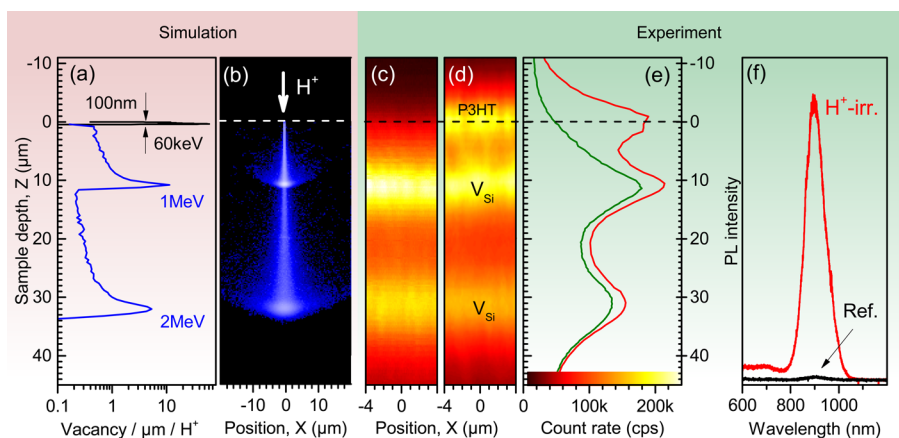 Simulation
Experiment
(a)
(b)
(c)
(d)
(e)
(f)
H⁺
100nm
60keV
1MeV
2MeV
P3HT
V_Si
V_Si
H⁺-irr.
Ref.
-10
0
10
20
30
40
Sample depth, Z (µm)
-10
0
10
20
30
40
PL intensity
0.1 1 10
-10 0 10
-4 0 4
-4 0 4
0 100k 200k
600 800 1000
Vacancy / µm / H⁺
Position, X (µm)
Position, X (µm)
Count rate (cps)
Wavelength (nm)